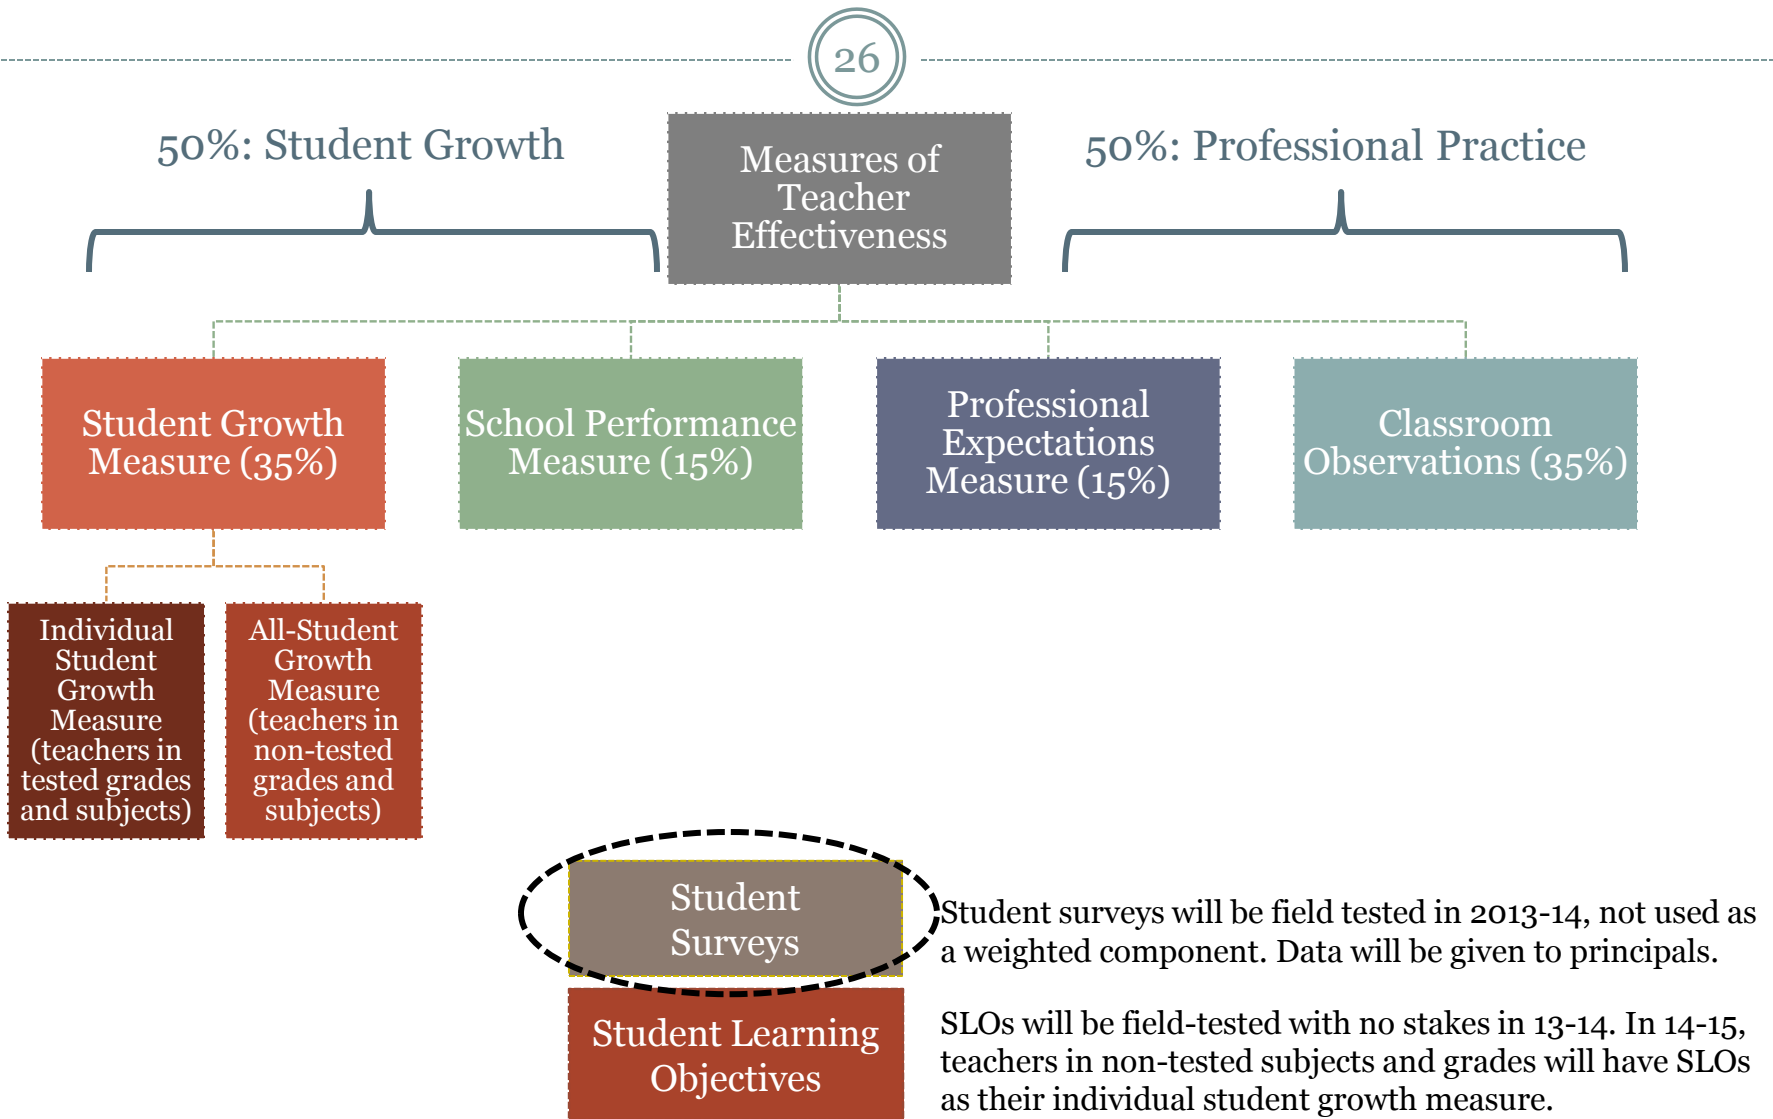 26
50%: Student Growth
Measures of
Teacher
Effectiveness
50%: Professional Practice
Student Growth
Measure (35%)
School Performance
Measure (15%)
Professional
Expectations
Measure (15%)
Classroom
Observations (35%)
Individual
Student
Growth
Measure
(teachers in
tested grades
and subjects)
All-Student
Growth
Measure
(teachers in
non-tested
grades and
subjects)
Student
Surveys
Student surveys will be field tested in 2013-14, not used as
a weighted component. Data will be given to principals.
Student Learning
Objectives
SLOs will be field-tested with no stakes in 13-14. In 14-15,
teachers in non-tested subjects and grades will have SLOs
as their individual student growth measure.